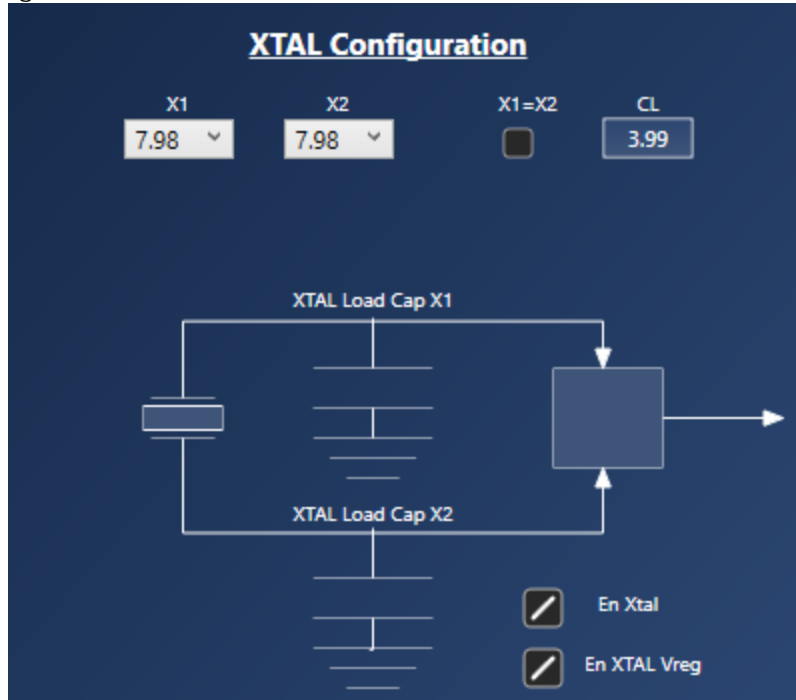 XTAL Configuration
X1 X2 X1=X2 CL
7.98 7.98 3.99
XTAL Load Cap X1
XTAL Load Cap X2
En Xtal
En XTAL Vreg